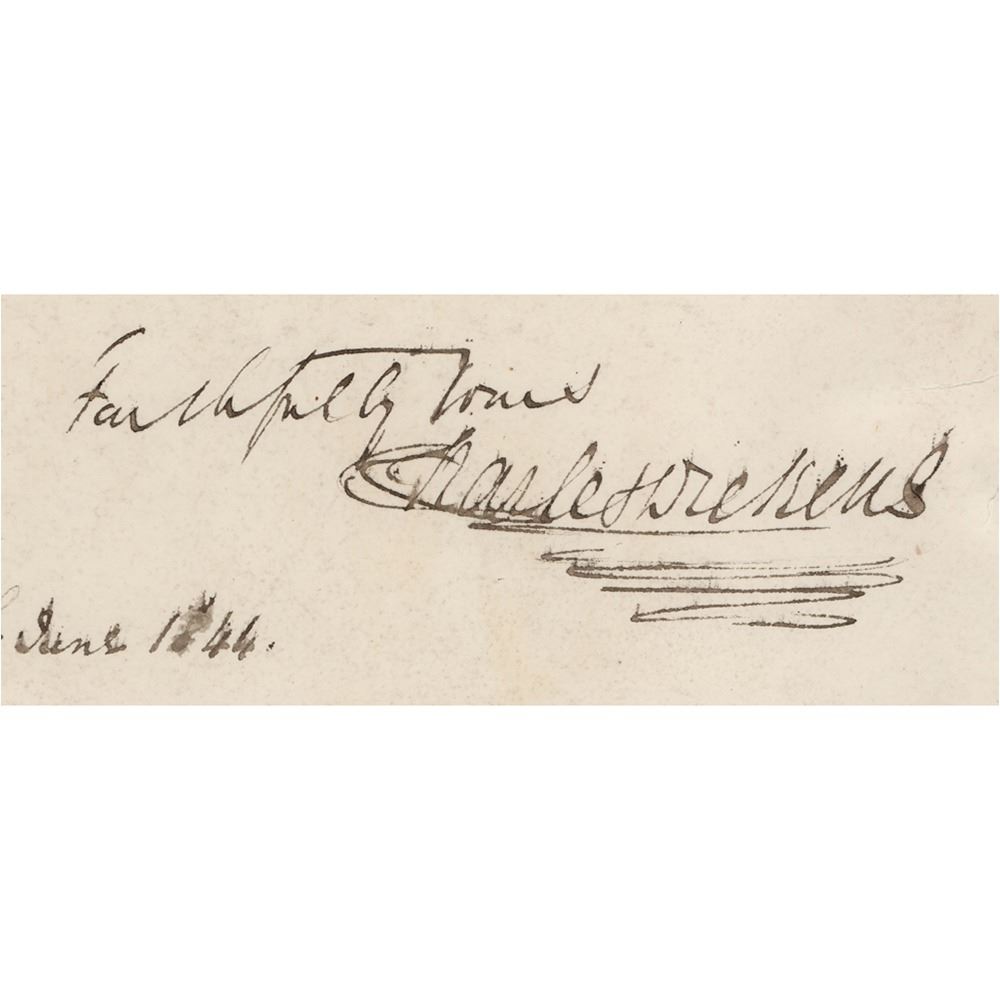 Faithfully Yours
Charles Dickens
June 1844.